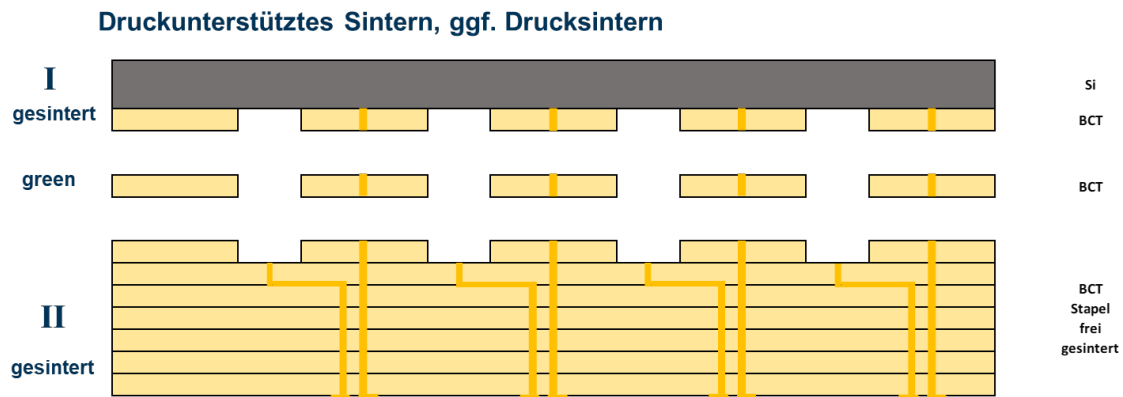 Druckunterstütztes Sintern, ggf. Drucksintern
I
gesintert
Si
BCT
green
BCT
II
gesintert
BCT
Stapel
frei
gesintert